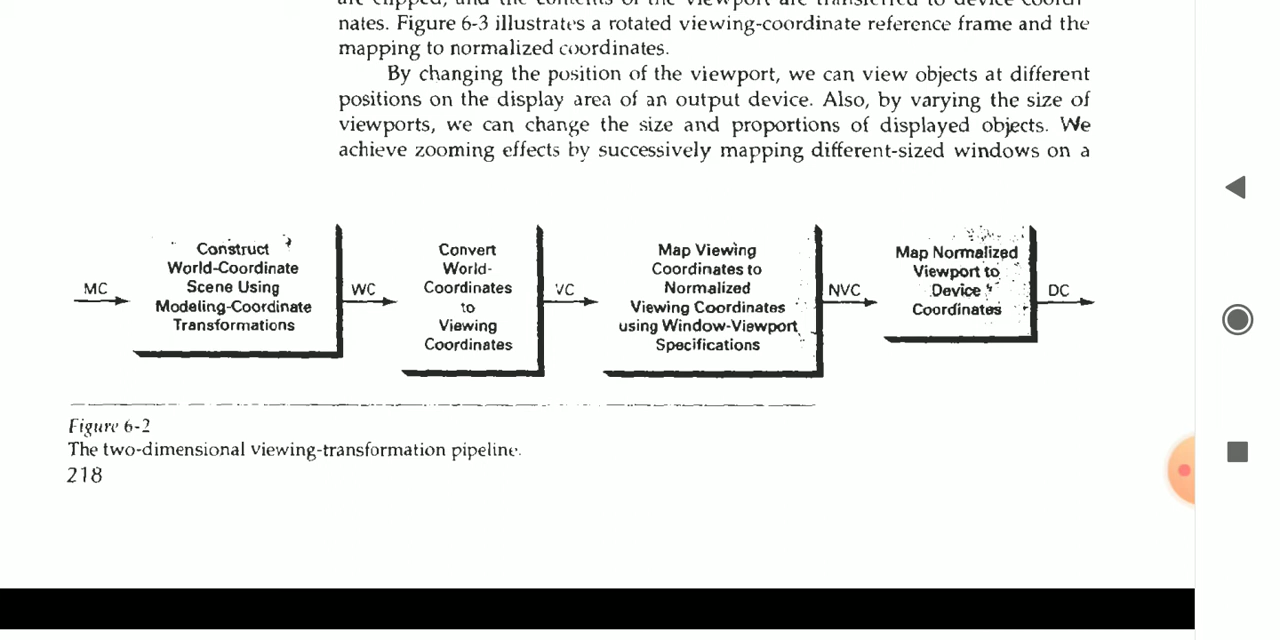 nates. Figure 6-3 illustrates a rotated viewing-coordinate reference frame and the
mapping to normalized coordinates.
By changing the position of the viewport, we can view objects at different
positions on the display area of an output device. Also, by varying the size of
viewports, we can change the size and proportions of displayed objects. We
achieve zooming effects by successively mapping different-sized windows on a
MC
Construct
World-Coordinate
Scene Using
Modeling-Coordinate
Transformations
WC
Convert
World-
Coordinates
to
Viewing
Coordinates
VC
Map Viewing
Coordinates to
Normalized
Viewing Coordinates
using Window-Viewport
Specifications
NVC
Map Normalized
Viewport to
Device
Coordinates
DC
Figure 6-2
The two-dimensional viewing-transformation pipeline.
218